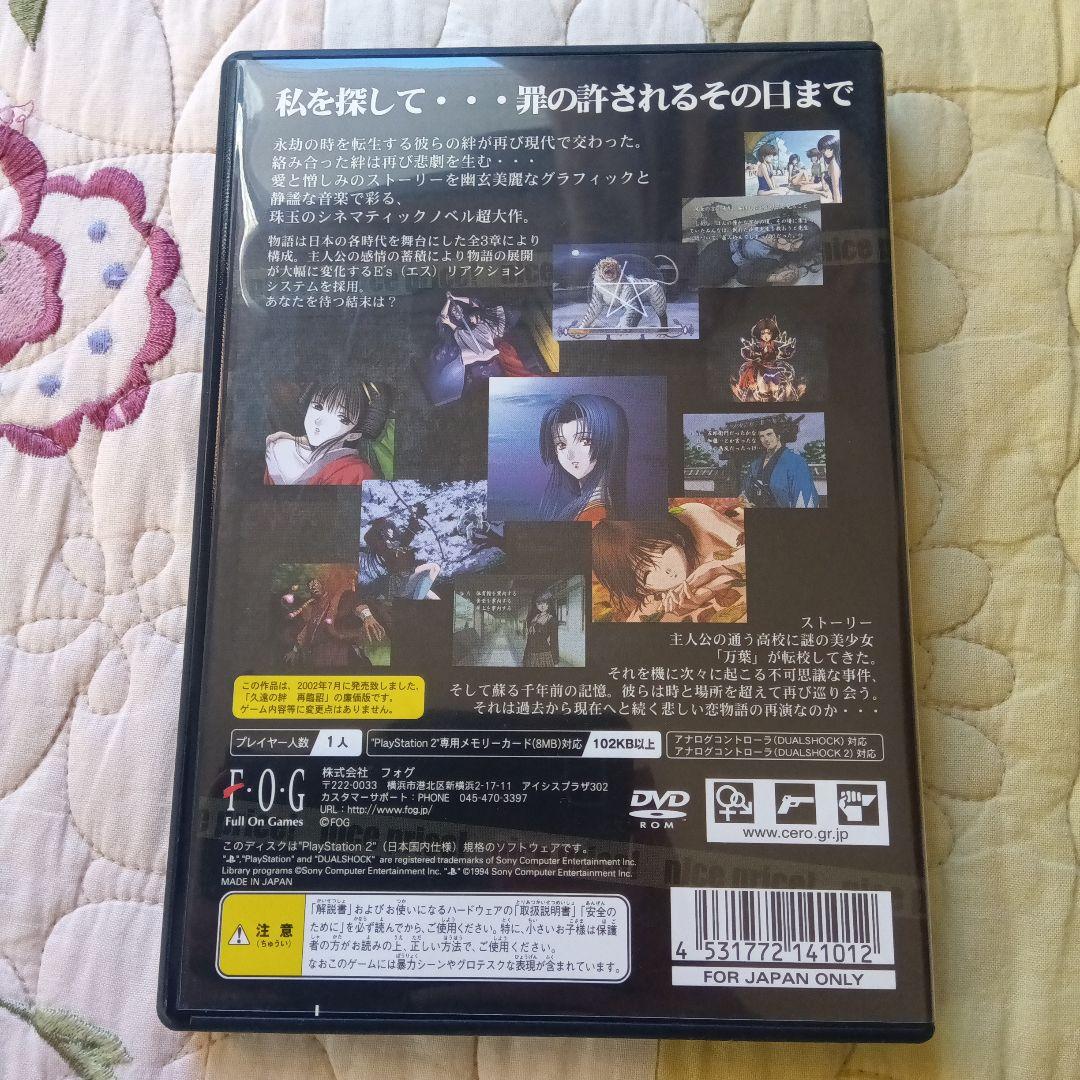 私を探して・・・罪の許されるその日まで
永劫の時を転生する彼らの絆が再び現代で交わった。
絡み合った絆は再び悲劇を生む・・・
愛と憎しみのストーリーを幽玄美麗なグラフィックと
静謐な音楽で彩る、
珠玉のシネマティックノベル超大作。
物語は日本の各時代を舞台にした全3章により
構成。主人公の感情の蓄積により物語の展開
が大幅に変化するE's（エス）リアクション
システムを採用。
あなたを待つ結末は？
nice price!
体育館を案内する
食堂を案内する
屋上を案内する
ストーリー
主人公の通う高校に謎の美少女
「万葉」が転校してきた。
それを機に次々に起こる不可思議な事件、
そして蘇る千年前の記憶。彼らは時と場所を超えて再び巡り会う。
それは過去から現在へと続く悲しい恋物語の再演なのか・・・
この作品は、2002年7月に発売致しました、
「久遠の絆 再臨詔」の廉価版です。
ゲーム内容等に変更点はありません。
プレイヤー人数 1人
"PlayStation 2"専用メモリーカード(8MB)対応 102KB以上
アナログコントローラ(DUALSHOCK) 対応
アナログコントローラ(DUALSHOCK 2) 対応
F・O・G
Full On Games
株式会社 フォグ
〒222-0033 横浜市港北区新横浜2-17-11 アイシスプラザ302
カスタマーサポート：PHONE 045-470-3397
URL：http://www.fog.jp/
©FOG
DVD
ROM
www.cero.gr.jp
nice price!
このディスクは"PlayStation 2"（日本国内仕様）規格のソフトウェアです。
"","PlayStation" and "DUALSHOCK" are registered trademarks of Sony Computer Entertainment Inc.
Library programs ©Sony Computer Entertainment Inc. "" ©1994 Sony Computer Entertainment Inc.
MADE IN JAPAN
注意
(ちゅうい)
「解説書」およびお使いになるハードウェアの「取扱説明書」「安全の
ために」を必ず読んでから、ご使用ください。特に、小さいお子様は保護
者の方がお読みの上、正しい方法で、ご使用ください。
なおこのゲームには暴力シーンやグロテスクな表現が含まれています。
4 531772 141012
FOR JAPAN ONLY